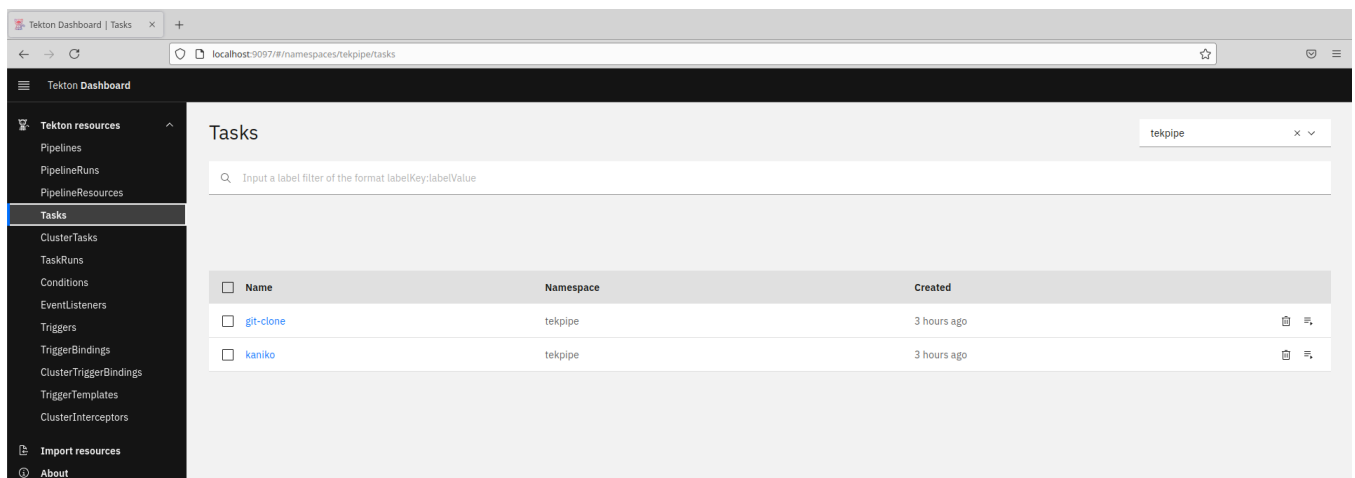 Tekton Dashboard | Tasks
localhost:9097/#/namespaces/tekpipe/tasks
Tekton Dashboard
Tekton resources
Pipelines
PipelineRuns
PipelineResources
Tasks
ClusterTasks
TaskRuns
Conditions
EventListeners
Triggers
TriggerBindings
ClusterTriggerBindings
TriggerTemplates
ClusterInterceptors
Import resources
About
Tasks
tekpipe
Input a label filter of the format labelKey:labelValue
Name Namespace Created
git-clone tekpipe 3 hours ago
kaniko tekpipe 3 hours ago